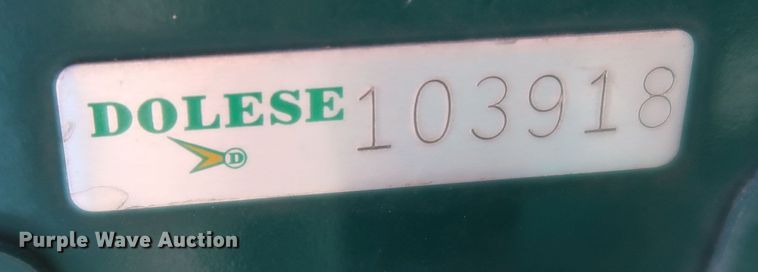 DOLESE 103918
D
Purple Wave Auction